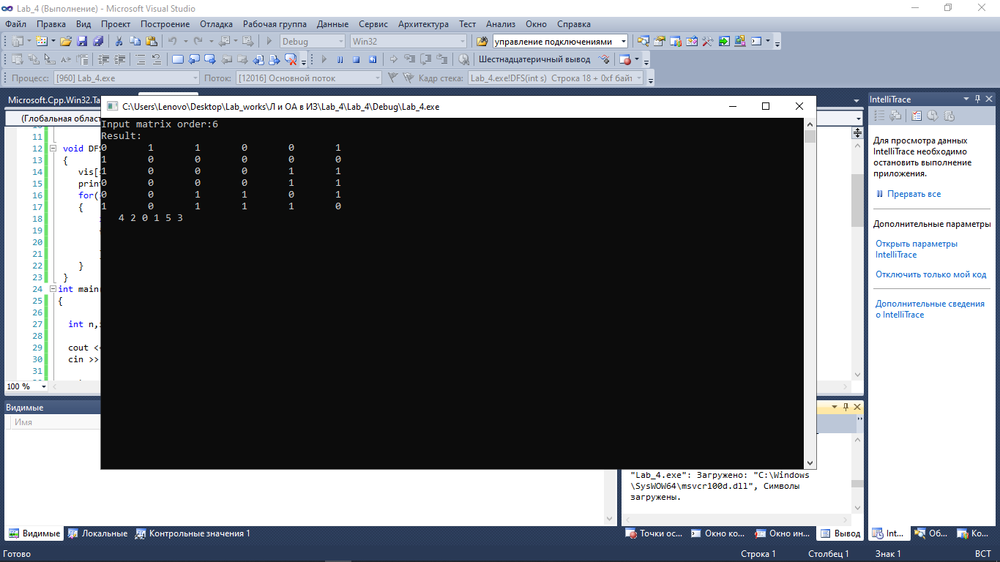 Lab_4 (Выполнение) - Microsoft Visual Studio
Файл Правка Вид Проект Построение Отладка Рабочая группа Данные Сервис Архитектура Тест Анализ Окно Справка
Debug Win32 управление подключениями
Шестнадцатеричный вывод
Процесс: [960] Lab_4.exe Поток: [12016] Основной поток Кадр стека: Lab_4.exe!DFS(int s) Строка 18 + 0xf байт
Microsoft.Cpp.Win32.
(Глобальная
C:\Users\Lenovo\Desktop\Lab_works\Л и ОА в ИЗ\Lab_4\Lab_4\Debug\Lab_4.exe
Input matrix order:6
Result:
0 1 1 0 0 1
1 0 0 0 0 0
1 0 0 0 1 1
0 0 0 0 1 1
0 0 1 1 0 1
1 0 1 1 1 0
4 2 0 1 5 3
11
12 void DFS
13 {
14 vis[
15
16 for(
17 {
18
19
20
21
22 }
23 }
24 int main
25 {
26
27 int n,
28
29 cout <
30 cin >>
31
100 %
IntelliTrace
Для просмотра данных
IntelliTrace необходимо
остановить выполнение
приложения.
Прервать все
Дополнительные параметры
Открыть параметры
IntelliTrace
Отключить только мой код
Дополнительные сведения
о IntelliTrace
Видимые
Имя
"Lab_4.exe": Загружено: "C:\Windows
\SysWOW64\msvcr100d.dll", Символы
загружены.
Видимые Локальные Контрольные значения 1
Точки ос... Окно ко... Окно ин... Вывод
Int... Об... Ко...
Готово Строка 1 Столбец 1 Знак 1 ВСТ